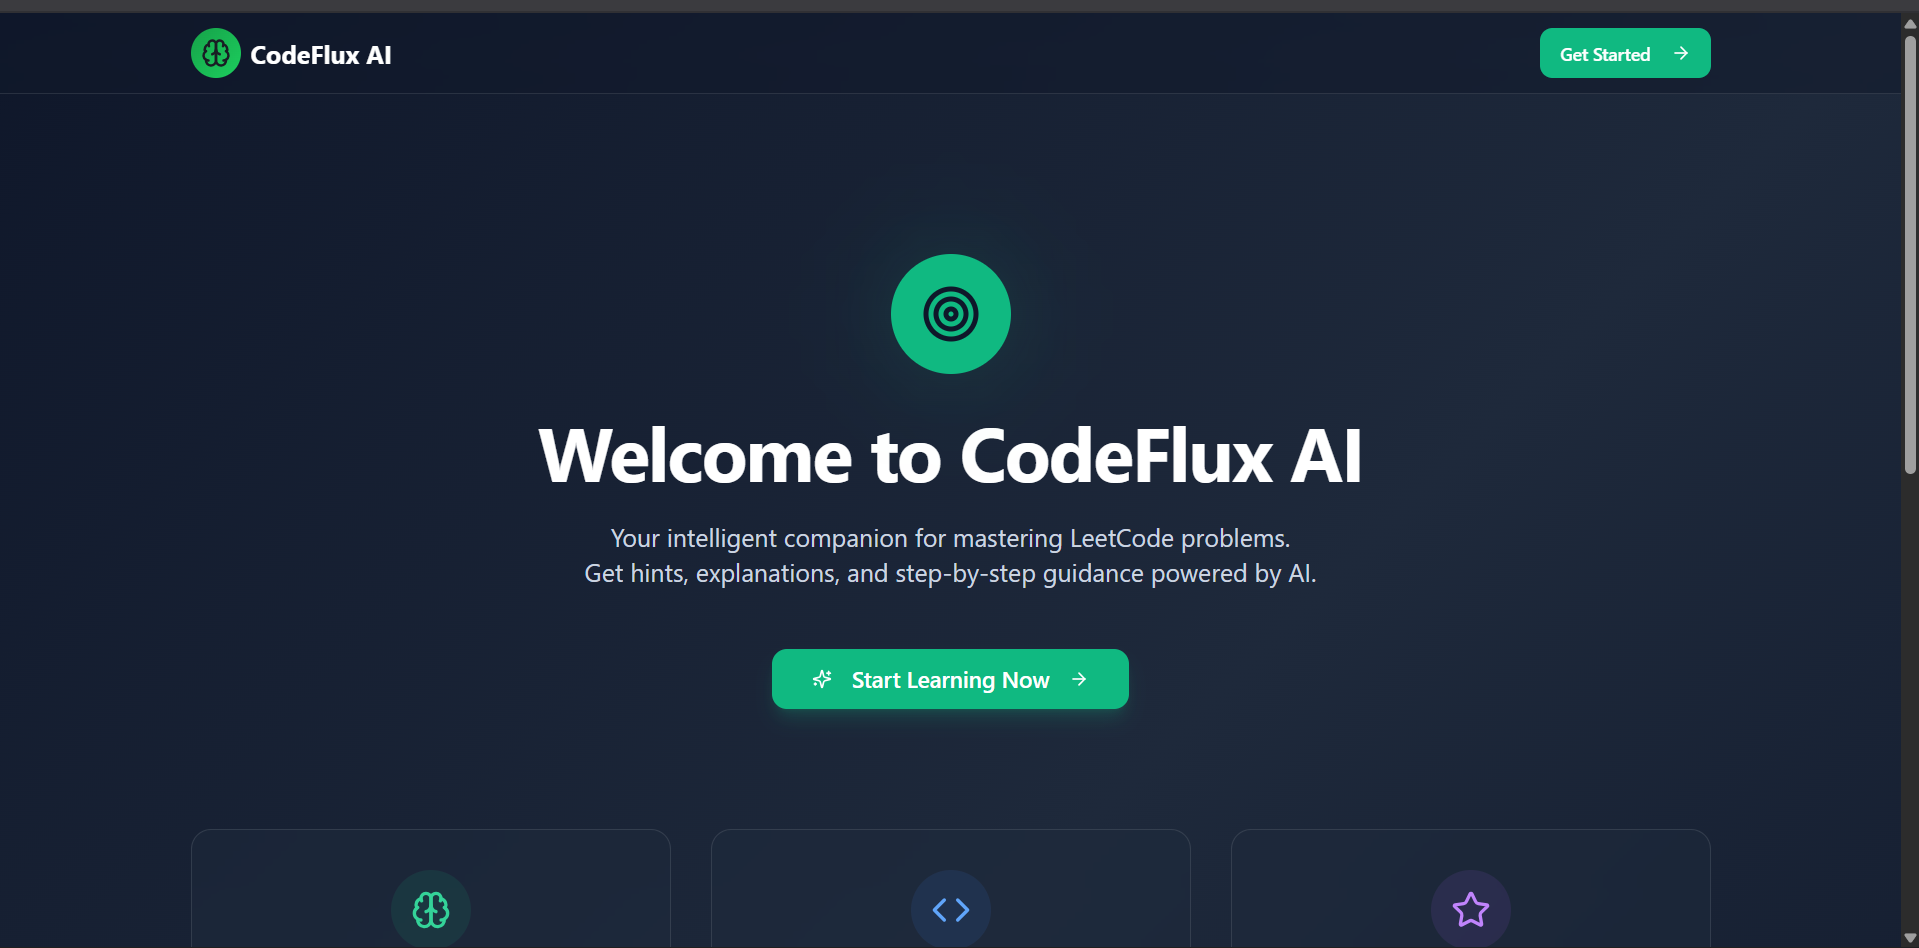 CodeFlux AI
Get Started
Welcome to CodeFlux AI
Your intelligent companion for mastering LeetCode problems.
Get hints, explanations, and step-by-step guidance powered by AI.
Start Learning Now